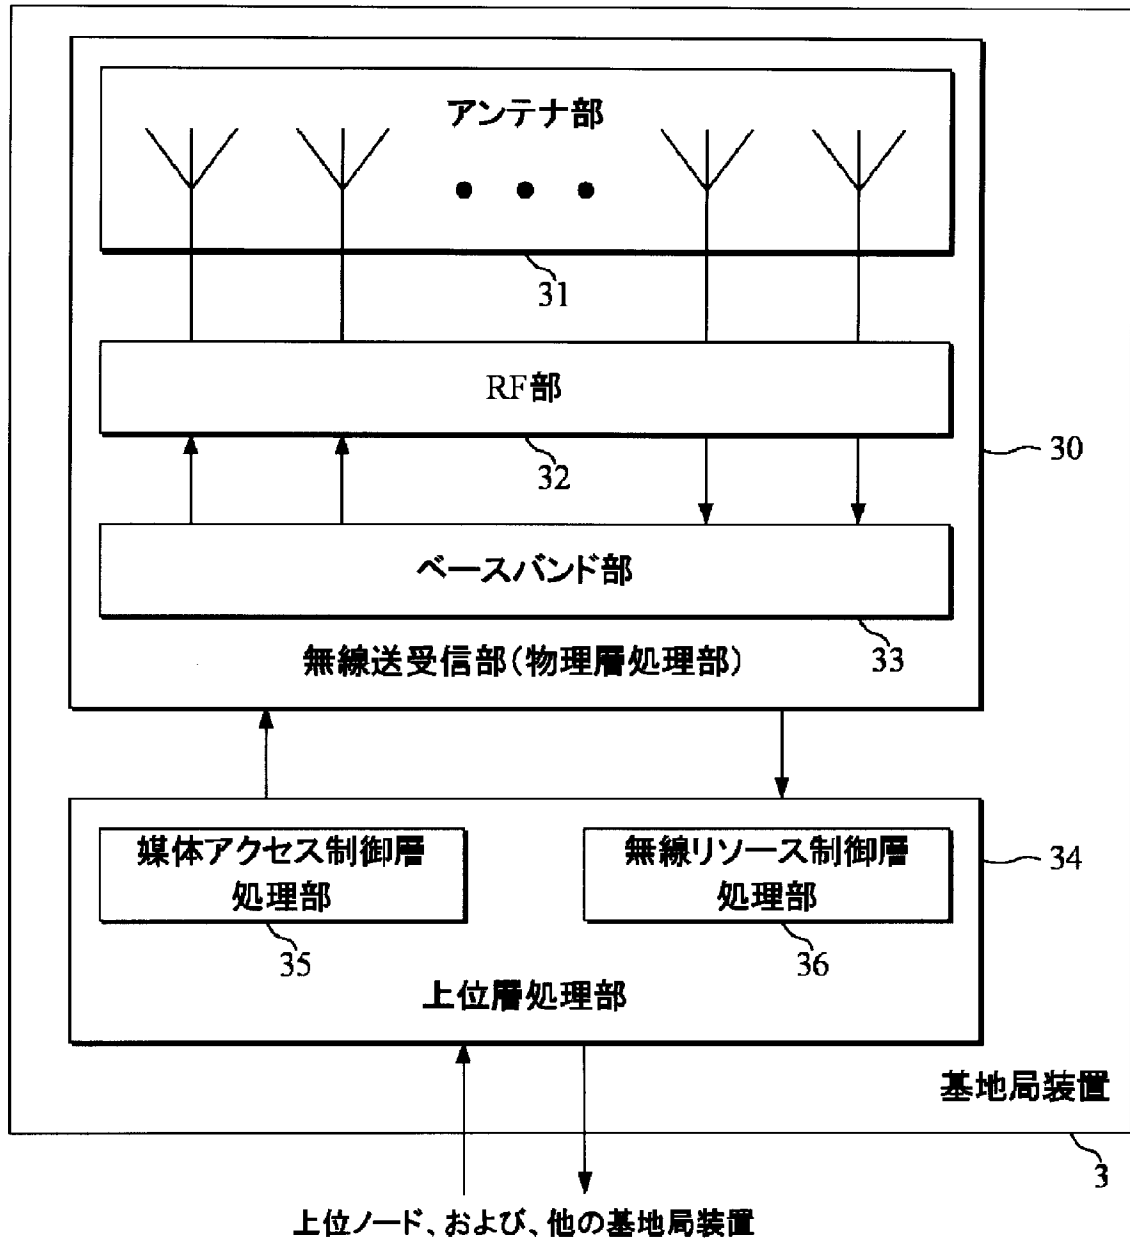 アンテナ部
31
RF部
32
30
ベースバンド部
33
無線送受信部(物理層処理部)
媒体アクセス制御層
処理部
35
無線リソース制御層
処理部
36
34
上位層処理部
基地局装置
3
上位ノード、および、他の基地局装置